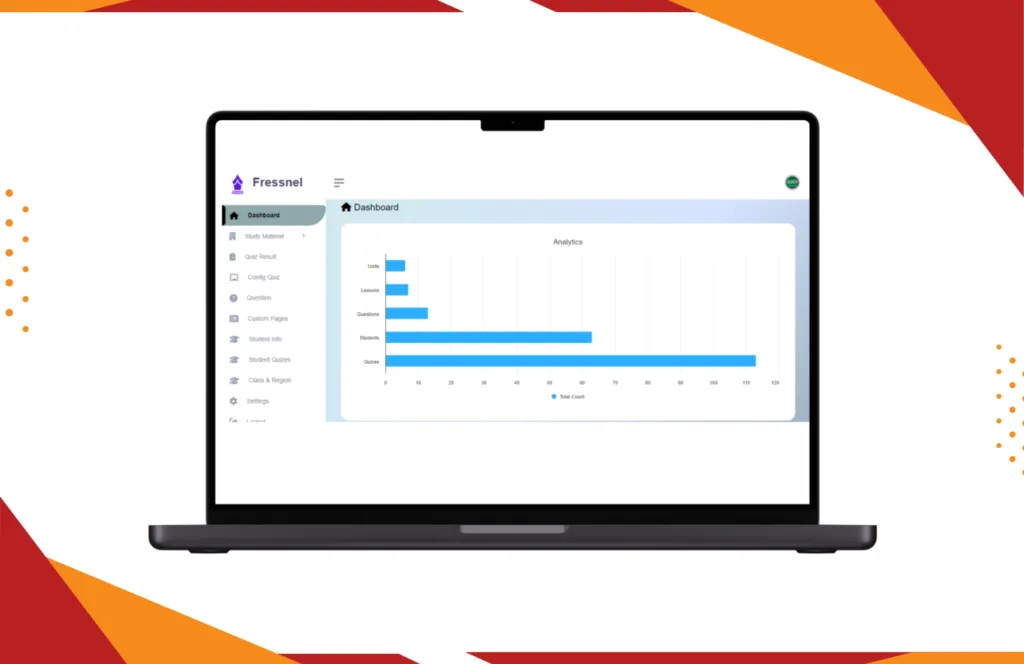 Fressnel
Dashboard
Dashboard
Study Material
Quiz Result
Config Quiz
Question
Custom Pages
Student Info
Student Quizes
Class & Region
Settings
Analytics
Units
Lessons
Questions
Students
Quizes
0 10 20 30 40 50 60 70 80 90 100 110 120
Total Count